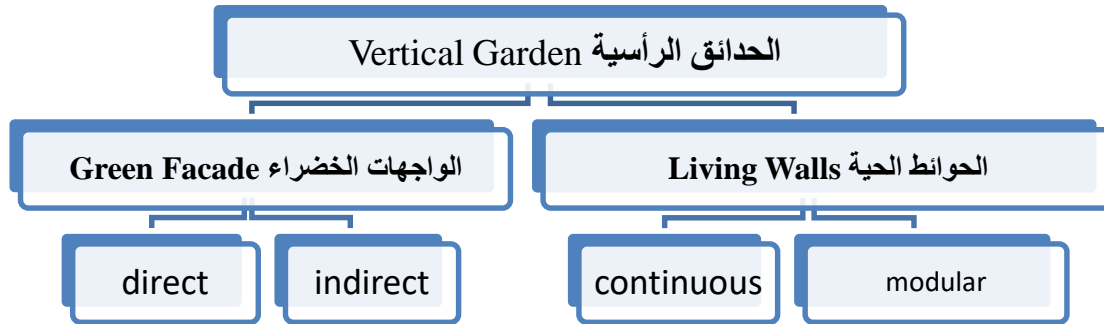 الحدائق الرأسية Vertical Garden
الواجهات الخضراء Green Facade
الحوائط الحية Living Walls
direct
indirect
continuous
modular